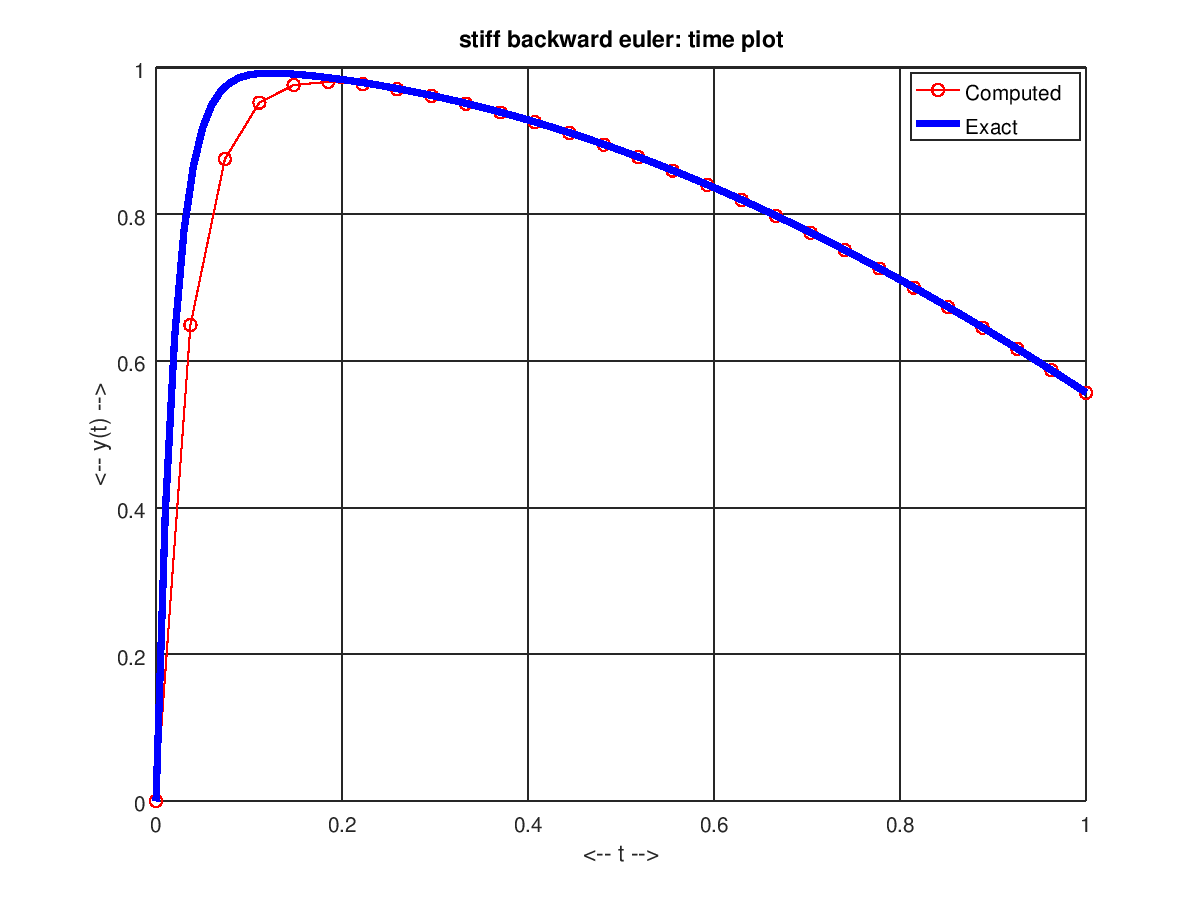 stiff backward euler: time plot
Computed
Exact
1
0.8
0.6
0.4
0.2
0
<-- y(t) -->
0 0.2 0.4 0.6 0.8 1
<-- t -->